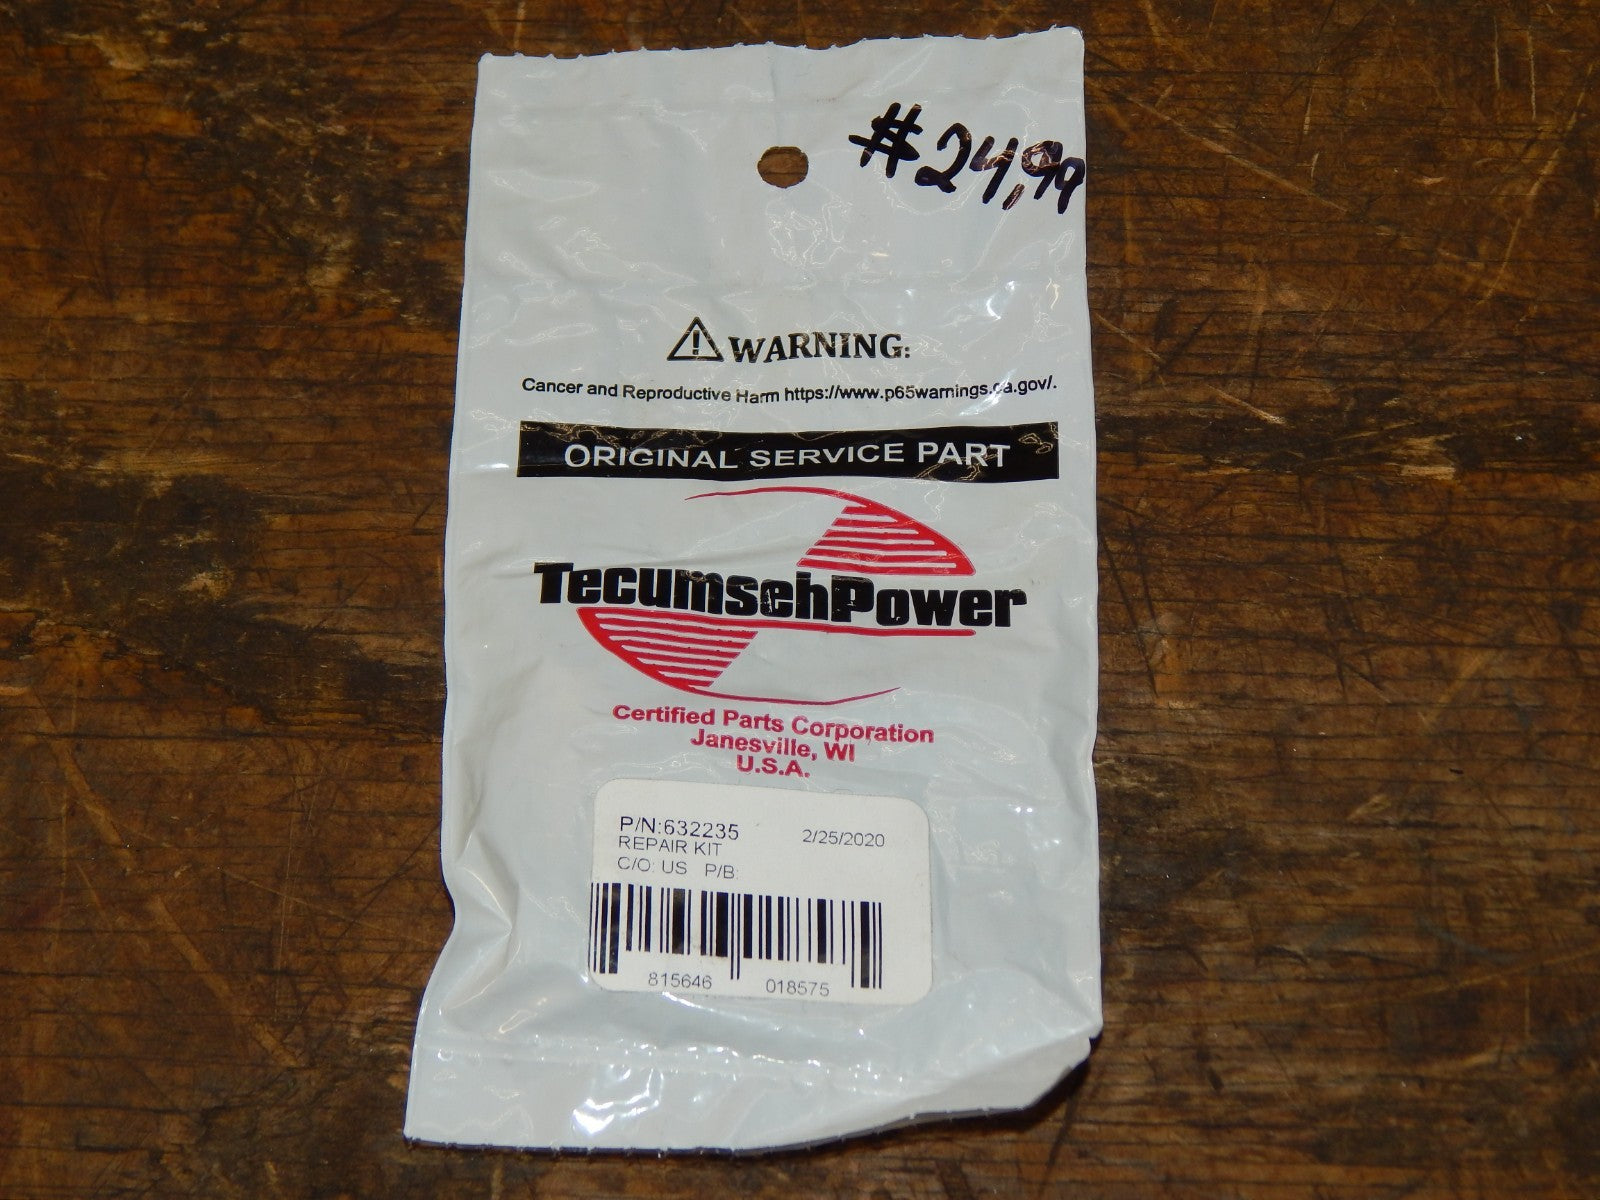 #24,99
WARNING:
Cancer and Reproductive Harm https://www.p65warnings.ca.gov/.
ORIGINAL SERVICE PART
TecumsehPower
Certified Parts Corporation
Janesville, WI
U.S.A.
P/N:632235 2/25/2020
REPAIR KIT
C/O: US P/B:
815646 018575